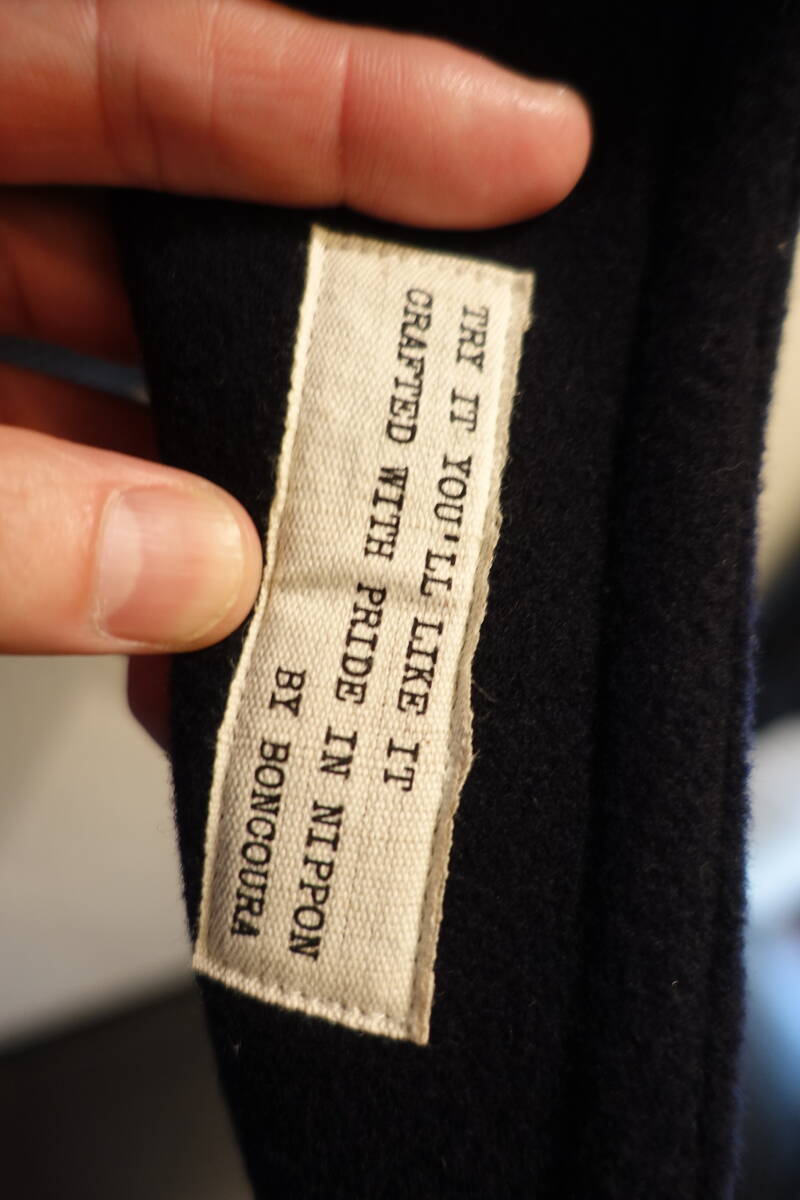 TRY IT YOU'LL LIKE IT
CRAFTED WITH PRIDE IN NIPPON
BY BONCOURA